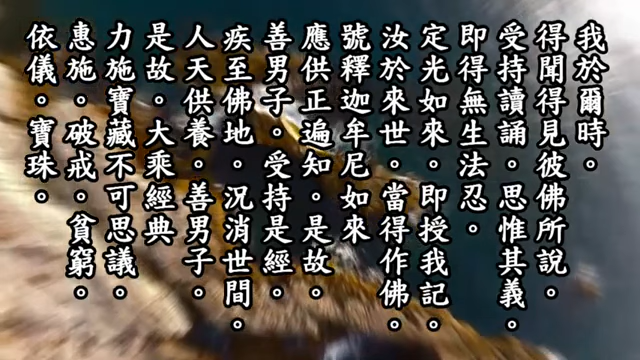 我於爾時。
得聞得見彼佛所說。
受持讀誦。思惟其義。
即得無生法忍。
定光如來。即授我記。
汝於來世。當得作佛。
號釋迦牟尼如來
應供正遍知。是故。
善男子。受持是經。
疾至佛地。況消世間。
人天供養。善男子。
是故。大乘經典
力施寶藏不可思議。
惠施。破戒。貧窮。
依儀。寶珠。